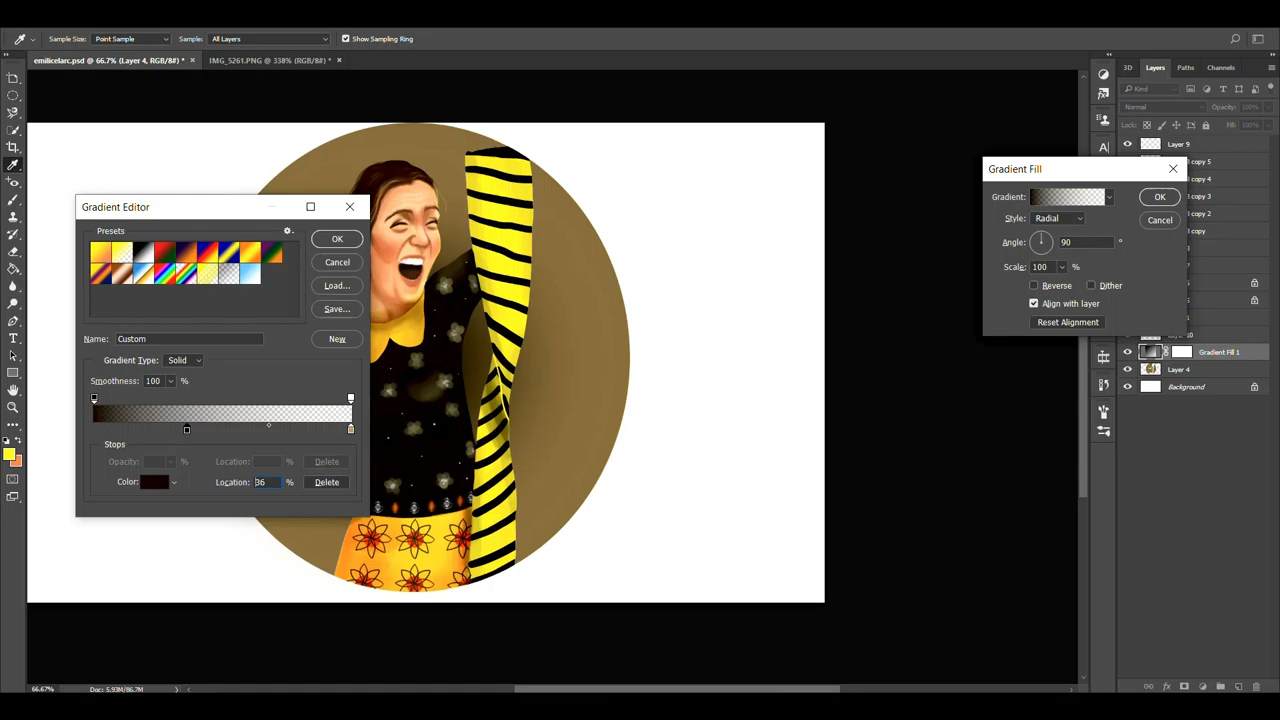 Sample Size: Point Sample Sample: All Layers Show Sampling Ring
emilicelarc.psd @ 66.7% (Layer 4, RGB/8#) * × IMG_5261.PNG @ 338% (RGB/8#) * ×
3D Layers Paths Channels
Kind
Normal Opacity: 100%
Lock: Fill: 100%
Layer 9
copy 5
copy 4
copy 3
copy 2
copy
Gradient Fill 1
Layer 4
Background
Gradient Fill
Gradient: OK
Style: Radial Cancel
Angle: 90 °
Scale: 100 %
Reverse Dither
Align with layer
Reset Alignment
Gradient Editor
Presets
OK
Cancel
Load...
Save...
Name: Custom New
Gradient Type: Solid
Smoothness: 100 %
Stops
Opacity: % Location: % Delete
Color: Location: 36 % Delete
66.67% Doc: 5.93M/86.7M